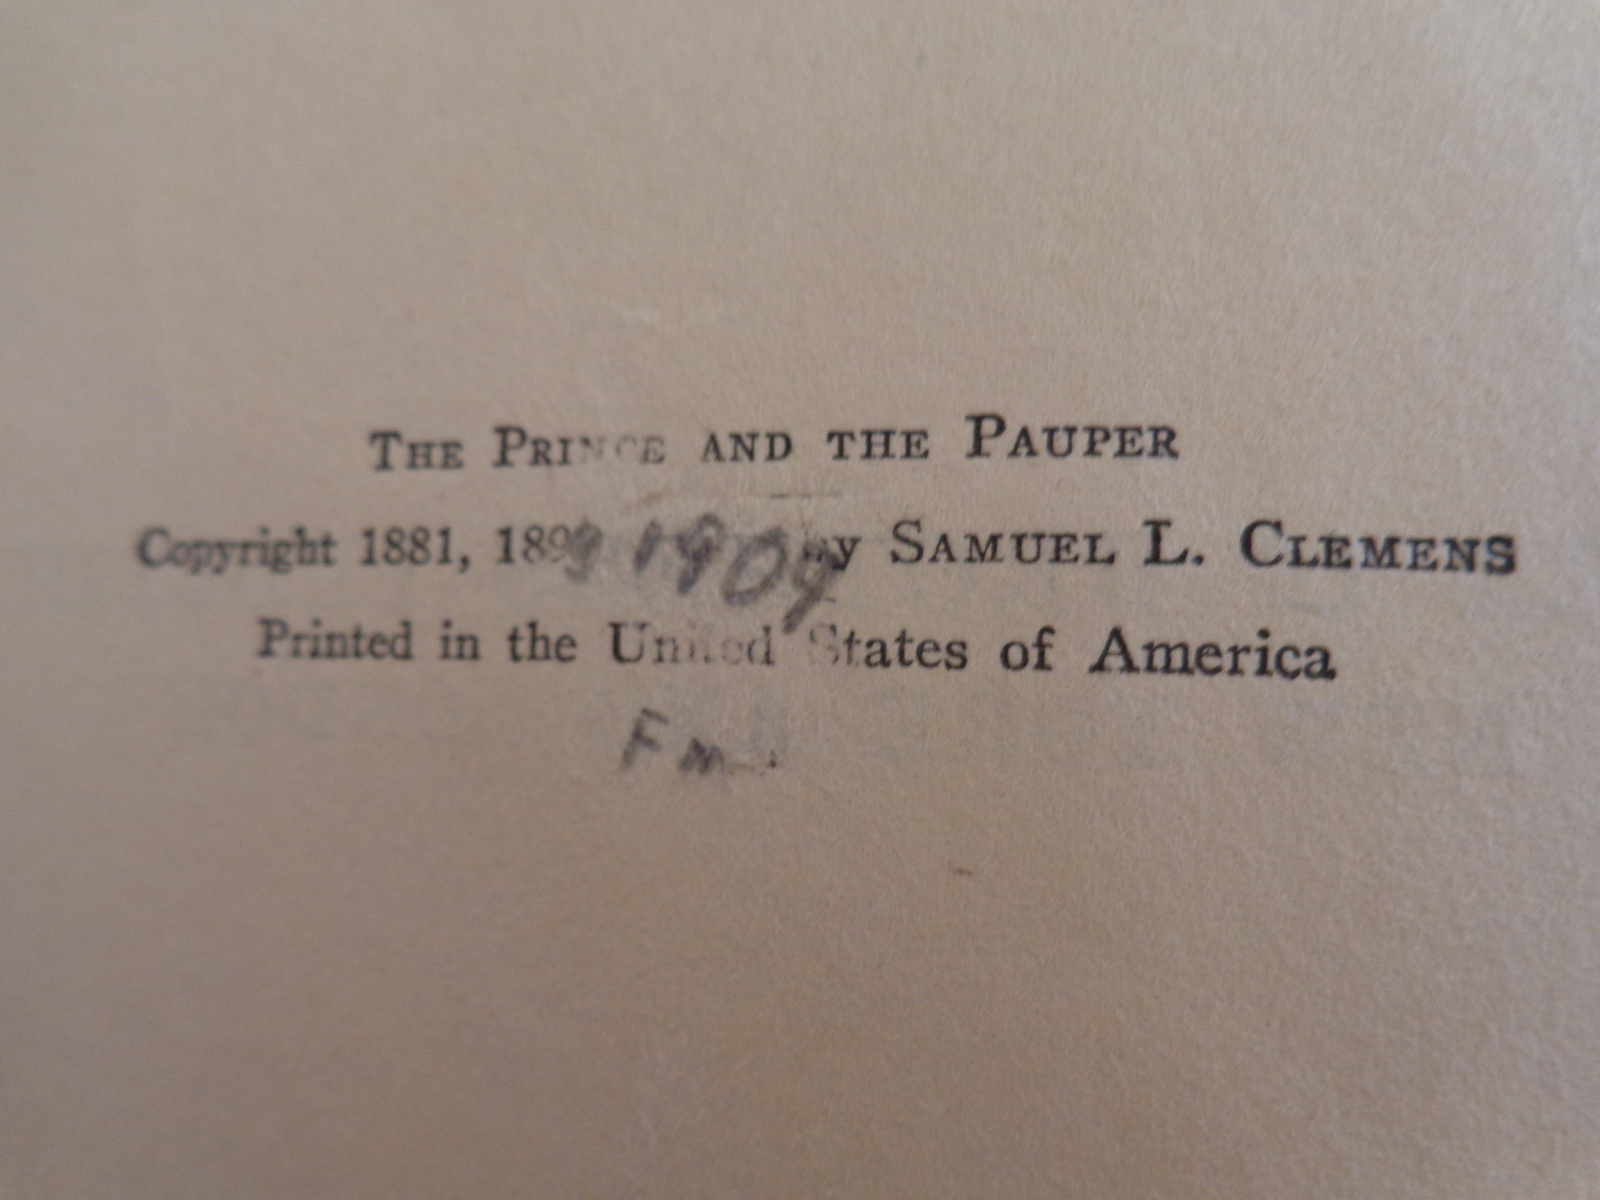 THE PRINCE AND THE PAUPER
Copyright 1881, 1899 1909 by SAMUEL L. CLEMENS
Printed in the United States of America
F m